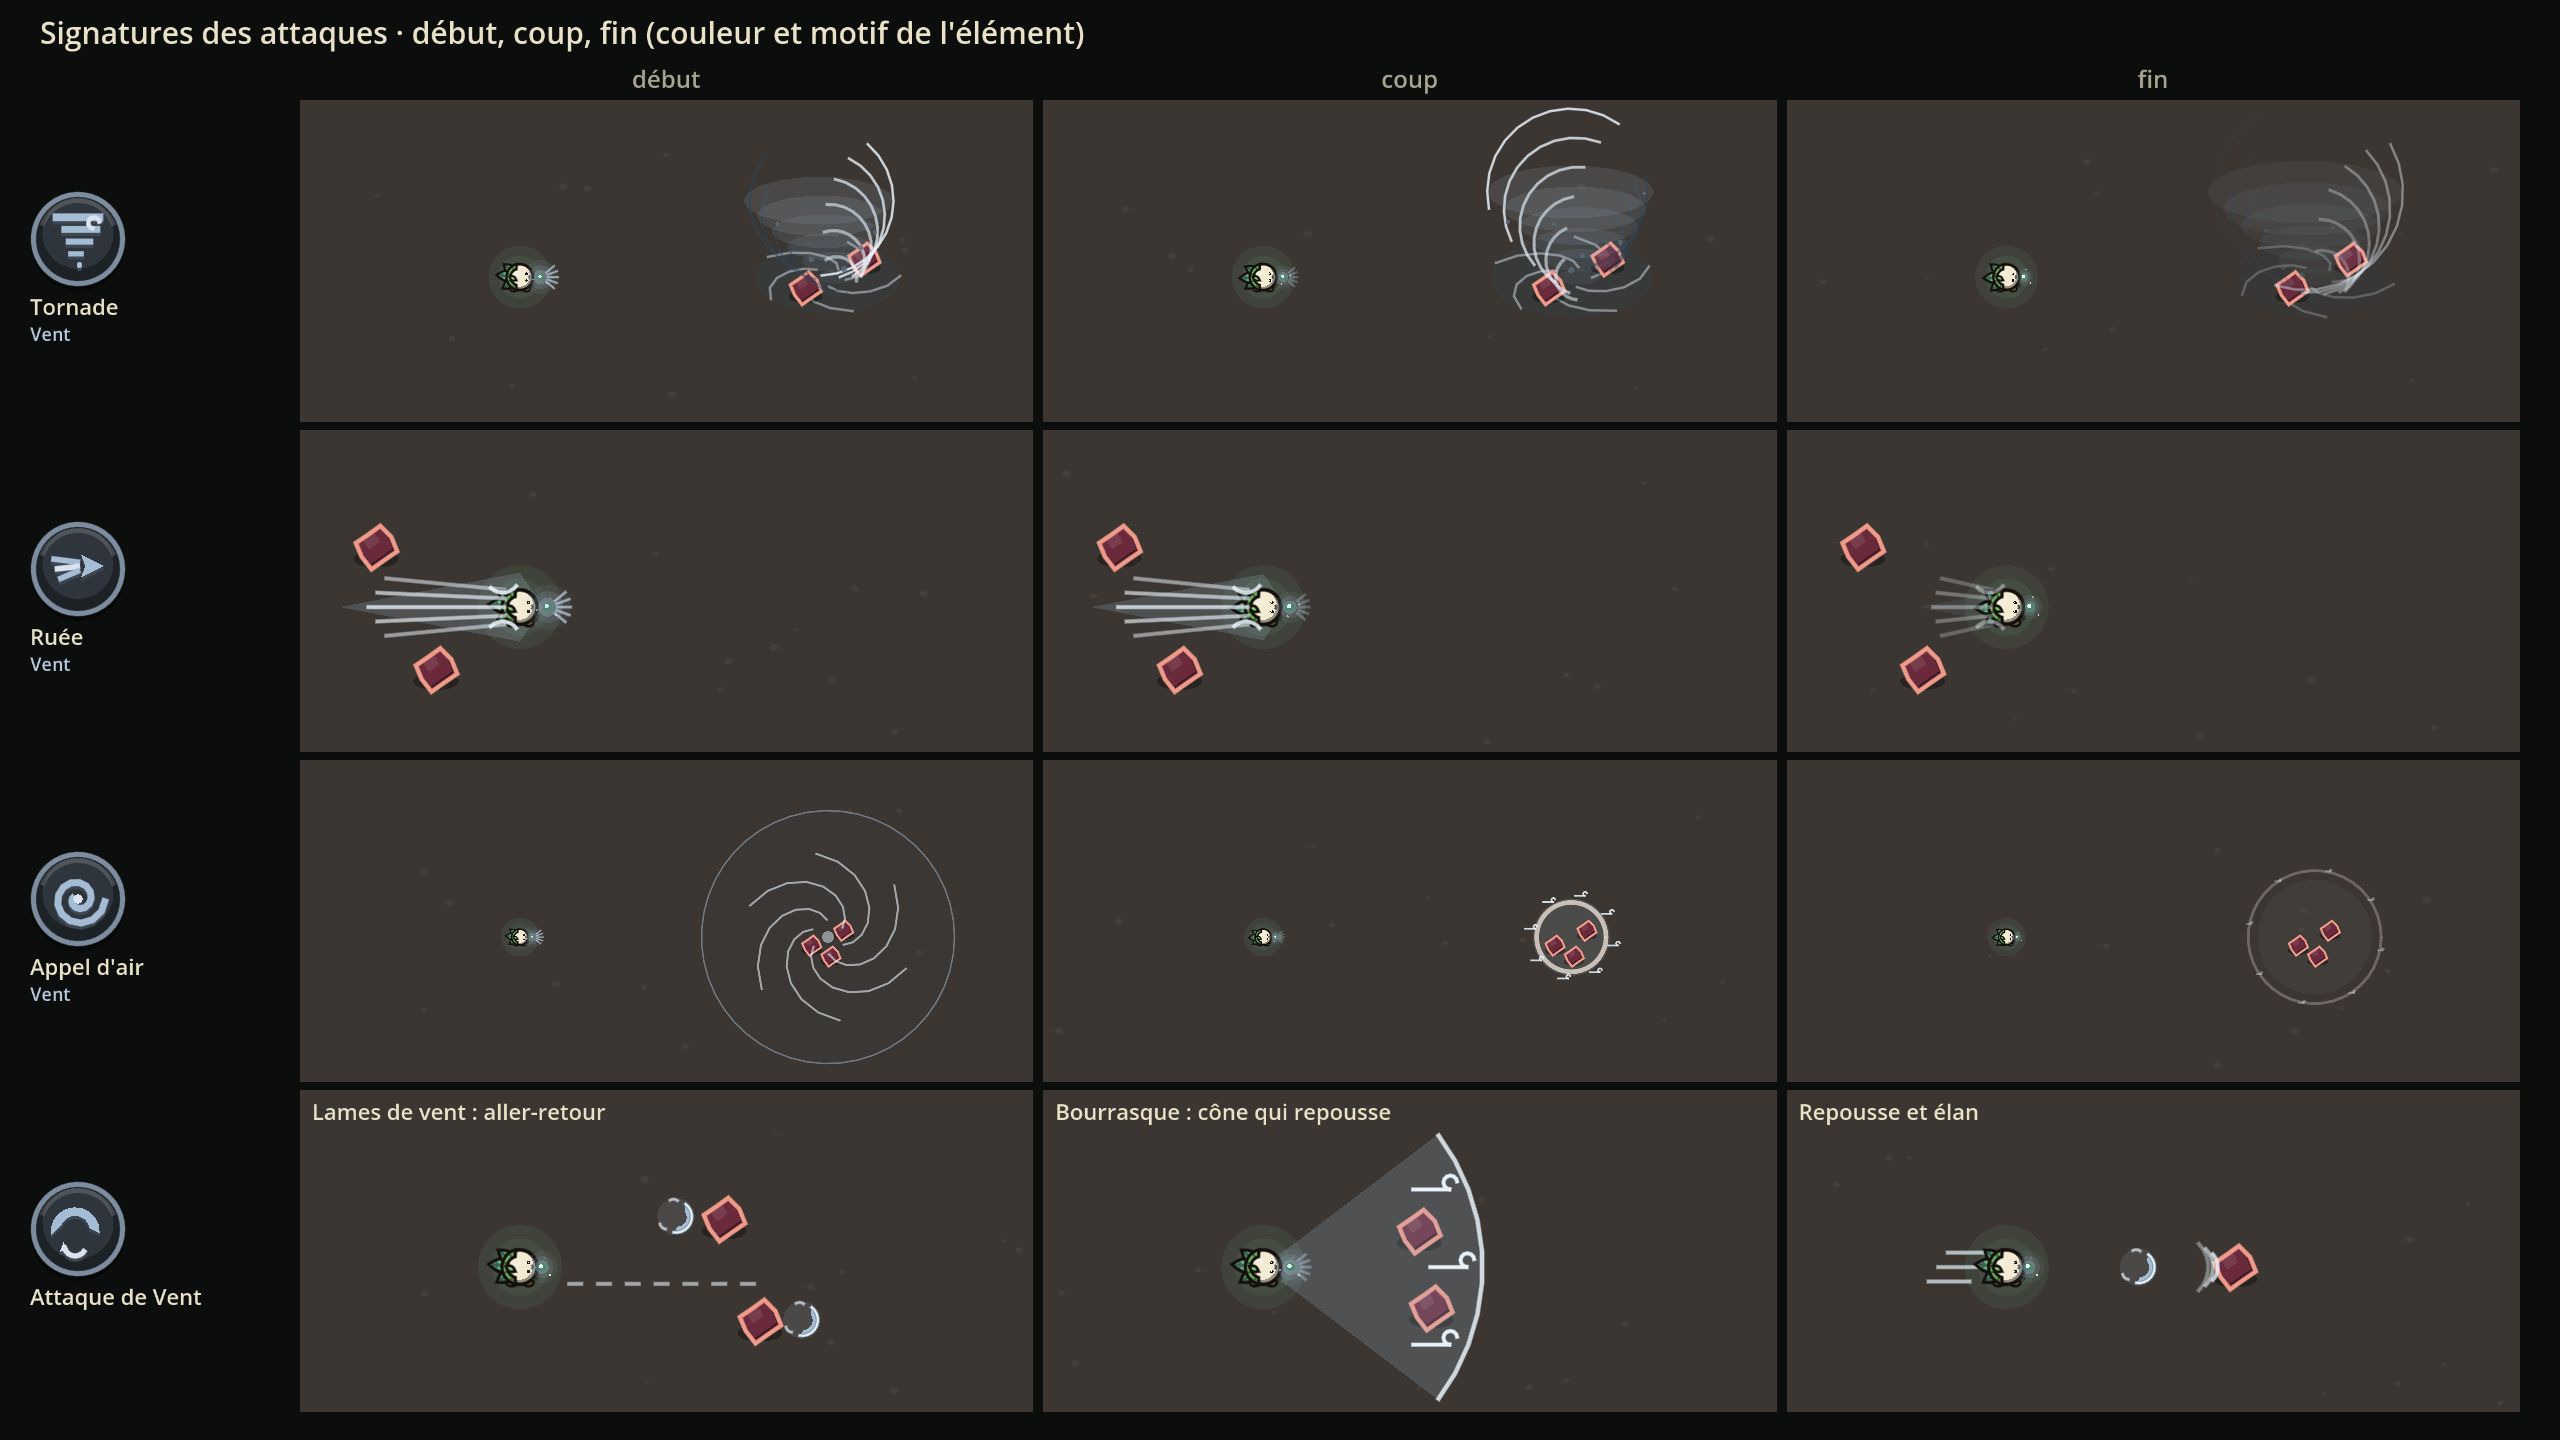 Signatures des attaques · début, coup, fin (couleur et motif de l'élément)
début
coup
fin
Tornade
Vent
Ruée
Vent
Appel d'air
Vent
Lames de vent : aller-retour
Bourrasque : cône qui repousse
Repousse et élan
Attaque de Vent